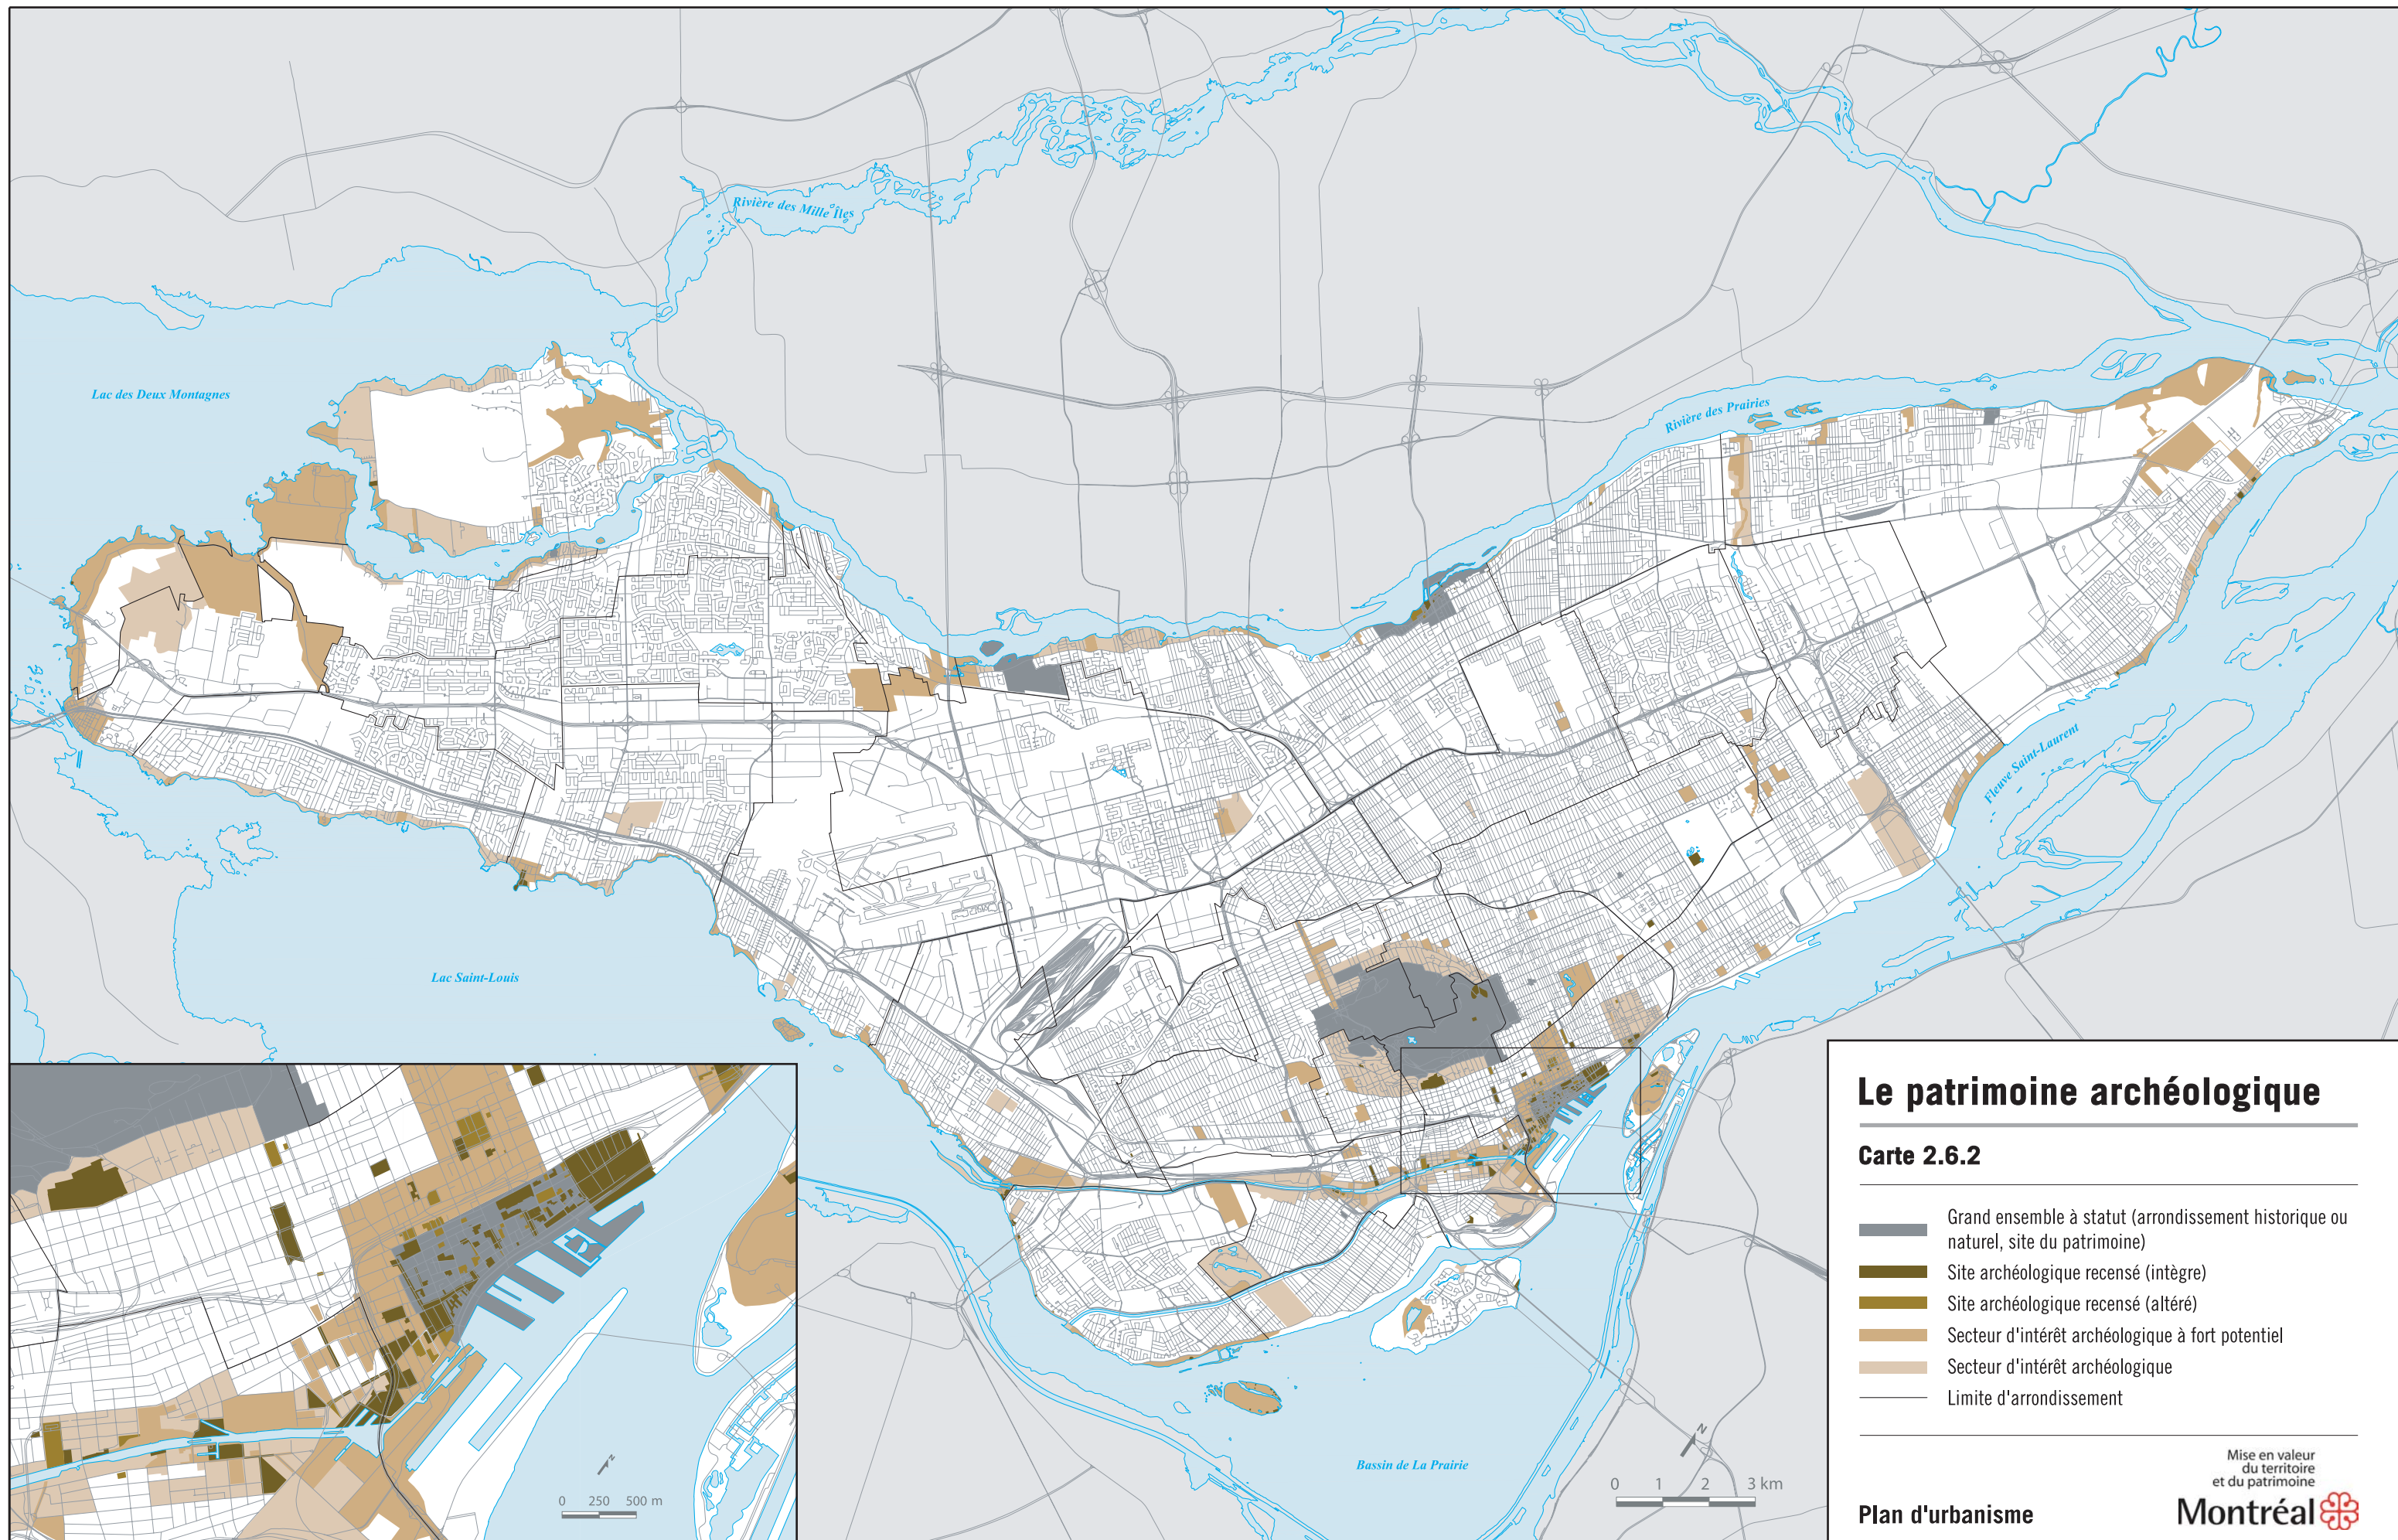 Rivière des Mille Îles
Lac des Deux Montagnes
Rivière des Prairies
Fleuve Saint-Laurent
Lac Saint-Louis
Bassin de La Prairie
N
0 250 500 m
N
0 1 2 3 km
Le patrimoine archéologique
Carte 2.6.2
Grand ensemble à statut (arrondissement historique ou
naturel, site du patrimoine)
Site archéologique recensé (intègre)
Site archéologique recensé (altéré)
Secteur d'intérêt archéologique à fort potentiel
Secteur d'intérêt archéologique
Limite d'arrondissement
Mise en valeur
du territoire
et du patrimoine
Plan d'urbanisme
Montréal